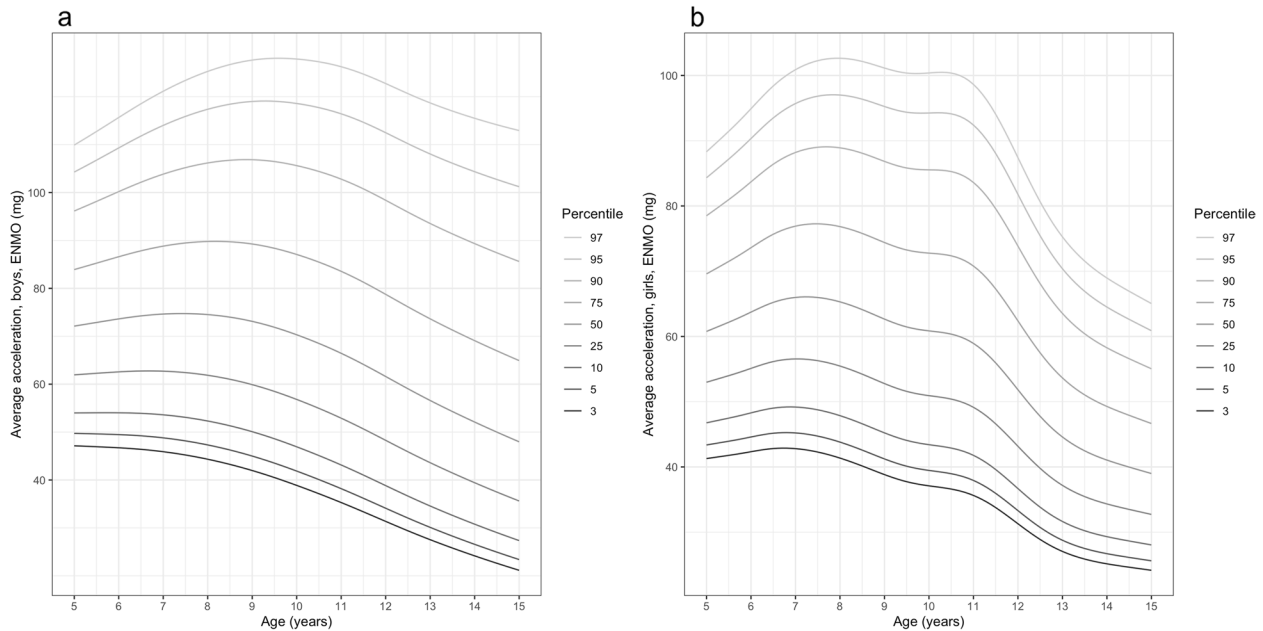 a
Average acceleration, boys, ENMO (mg)
100
80
60
40
5 6 7 8 9 10 11 12 13 14 15
Age (years)
Percentile
97
95
90
75
50
25
10
5
3
b
Average acceleration, girls, ENMO (mg)
100
80
60
40
5 6 7 8 9 10 11 12 13 14 15
Age (years)
Percentile
97
95
90
75
50
25
10
5
3